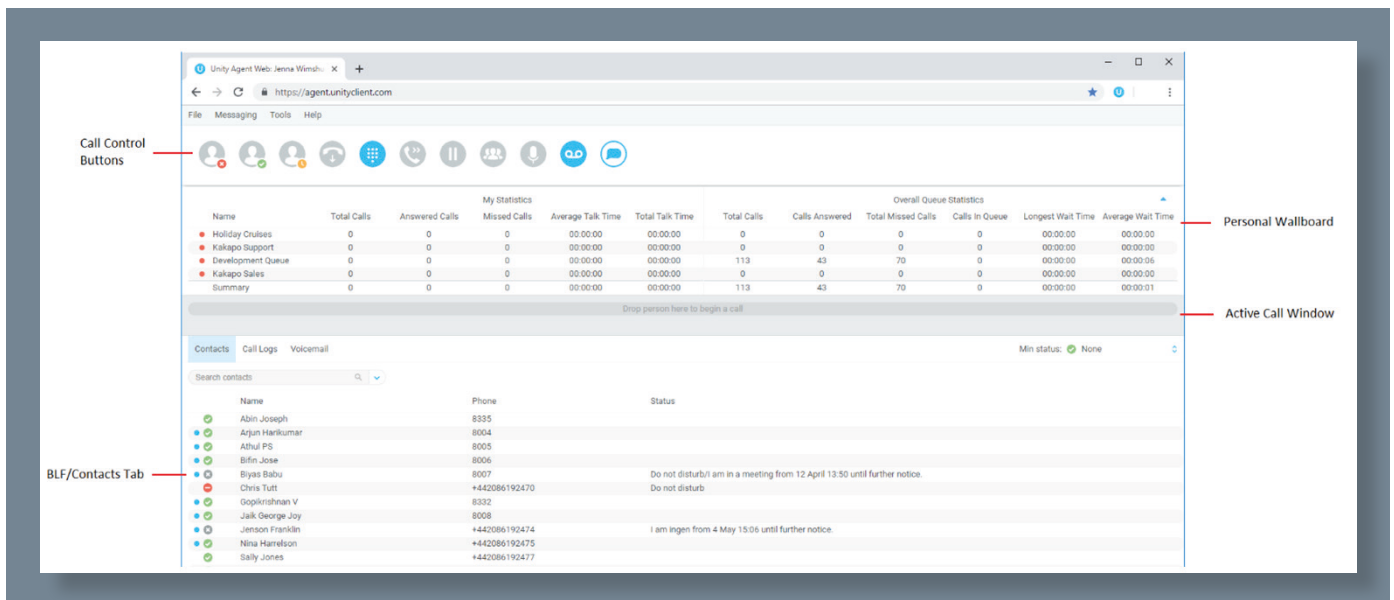 Unity Agent Web: Jenna Wimshu
https://agent.unityclient.com
File Messaging Tools Help
Call Control
Buttons
My Statistics Overall Queue Statistics
Name Total Calls Answered Calls Missed Calls Average Talk Time Total Talk Time Total Calls Calls Answered Total Missed Calls Calls In Queue Longest Wait Time Average Wait Time
Personal Wallboard
Holiday Cruises 0 0 0 00:00:00 00:00:00 0 0 0 0 00:00:00 00:00:00
Kakapo Support 0 0 0 00:00:00 00:00:00 0 0 0 0 00:00:00 00:00:00
Development Queue 0 0 0 00:00:00 00:00:00 113 43 70 0 00:00:00 00:00:06
Kakapo Sales 0 0 0 00:00:00 00:00:00 0 0 0 0 00:00:00 00:00:00
Summary 0 0 0 00:00:00 00:00:00 113 43 70 0 00:00:00 00:00:01
Drop person here to begin a call
Active Call Window
Contacts Call Logs Voicemail Min status: None
Search contacts
Name Phone Status
Abin Joseph 8335
Arjun Harikumar 8004
Athul PS 8005
Bifin Jose 8006
BLF/Contacts Tab
Biyas Babu 8007 Do not disturb/I am in a meeting from 12 April 13:50 until further notice.
Chris Tutt +442086192470 Do not disturb
Gopikrishnan V 8332
Jaik George Joy 8008
Jenson Franklin +442086192474 I am ingen from 4 May 15:06 until further notice.
Nina Harrelson +442086192475
Sally Jones +442086192477